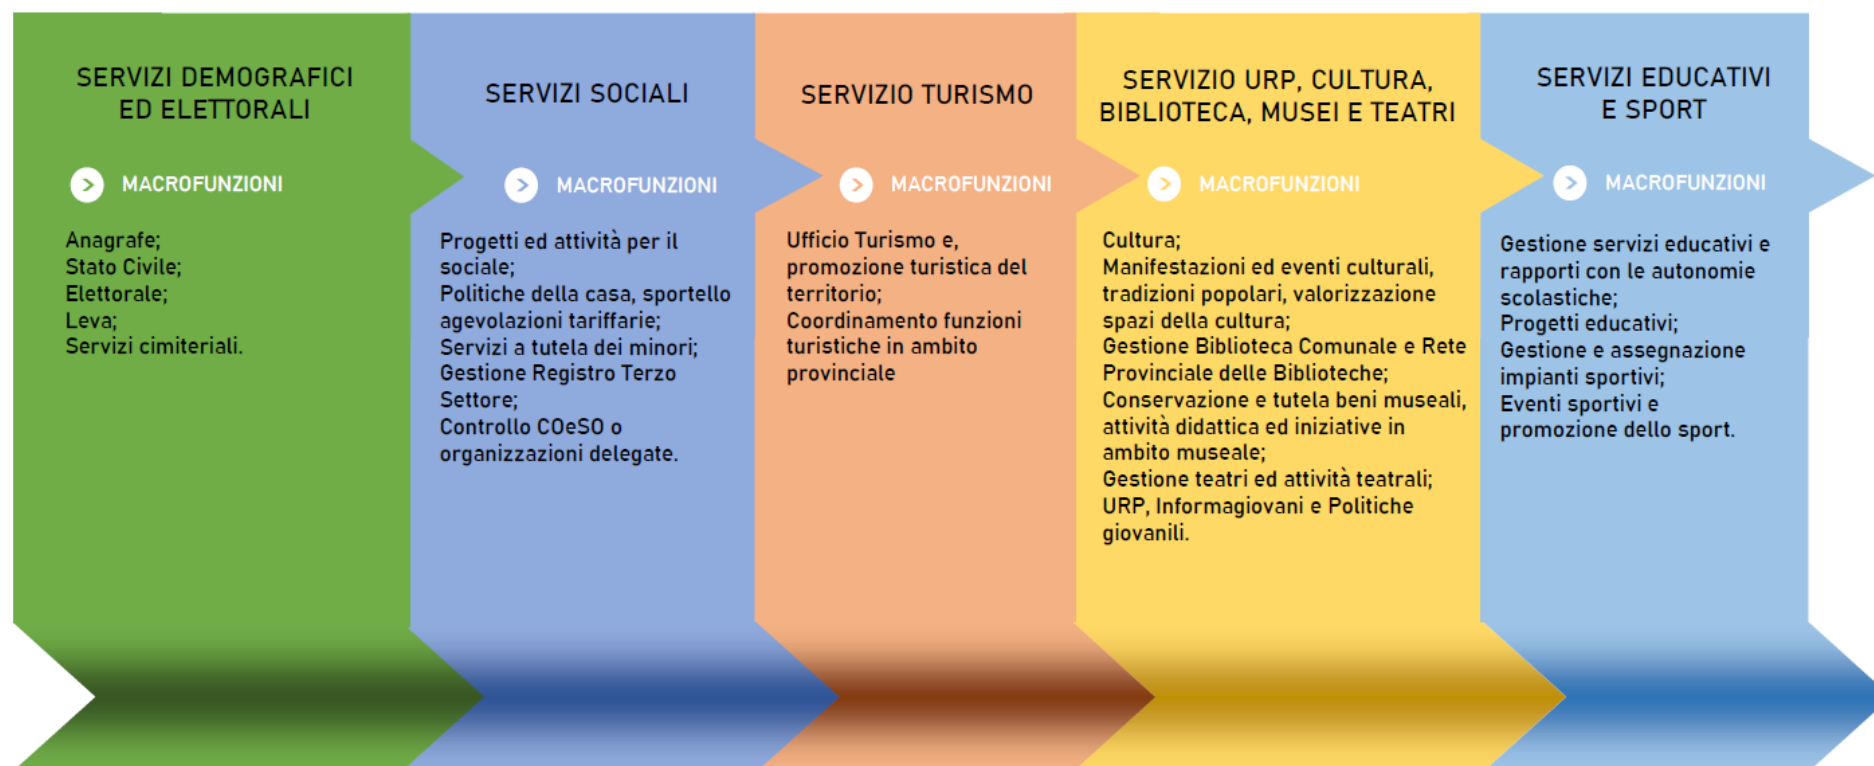 SERVIZI DEMOGRAFICI
ED ELETTORALI
MACROFUNZIONI
Anagrafe;
Stato Civile;
Elettorale;
Leva;
Servizi cimiteriali.
SERVIZI SOCIALI
MACROFUNZIONI
Progetti ed attività per il
sociale;
Politiche della casa, sportello
agevolazioni tariffarie;
Servizi a tutela dei minori;
Gestione Registro Terzo
Settore;
Controllo COeSO o
organizzazioni delegate.
SERVIZIO TURISMO
MACROFUNZIONI
Ufficio Turismo e,
promozione turistica del
territorio;
Coordinamento funzioni
turistiche in ambito
provinciale
SERVIZIO URP, CULTURA,
BIBLIOTECA, MUSEI E TEATRI
MACROFUNZIONI
Cultura;
Manifestazioni ed eventi culturali,
tradizioni popolari, valorizzazione
spazi della cultura;
Gestione Biblioteca Comunale e Rete
Provinciale delle Biblioteche;
Conservazione e tutela beni museali,
attività didattica ed iniziative in
ambito museale;
Gestione teatri ed attività teatrali;
URP, Informagiovani e Politiche
giovanili.
SERVIZI EDUCATIVI
E SPORT
MACROFUNZIONI
Gestione servizi educativi e
rapporti con le autonomie
scolastiche;
Progetti educativi;
Gestione e assegnazione
impianti sportivi;
Eventi sportivi e
promozione dello sport.